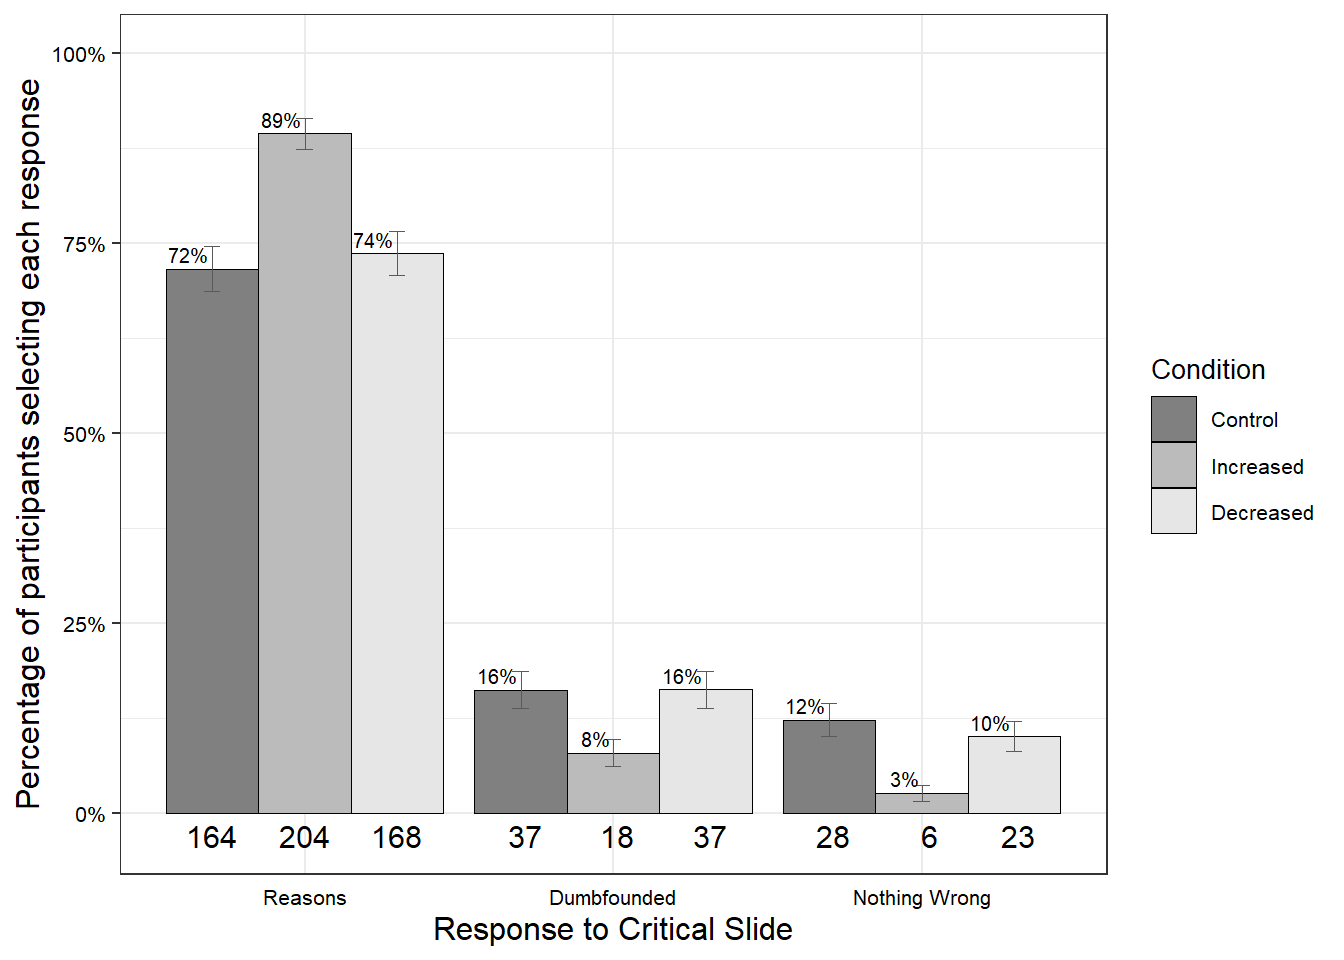 Percentage of participants selecting each response
100%
75%
50%
25%
0%
72%
89%
74%
16%
8%
16%
12%
3%
10%
164 204 168 37 18 37 28 6 23
Reasons Dumbfounded Nothing Wrong
Response to Critical Slide
Condition
Control
Increased
Decreased